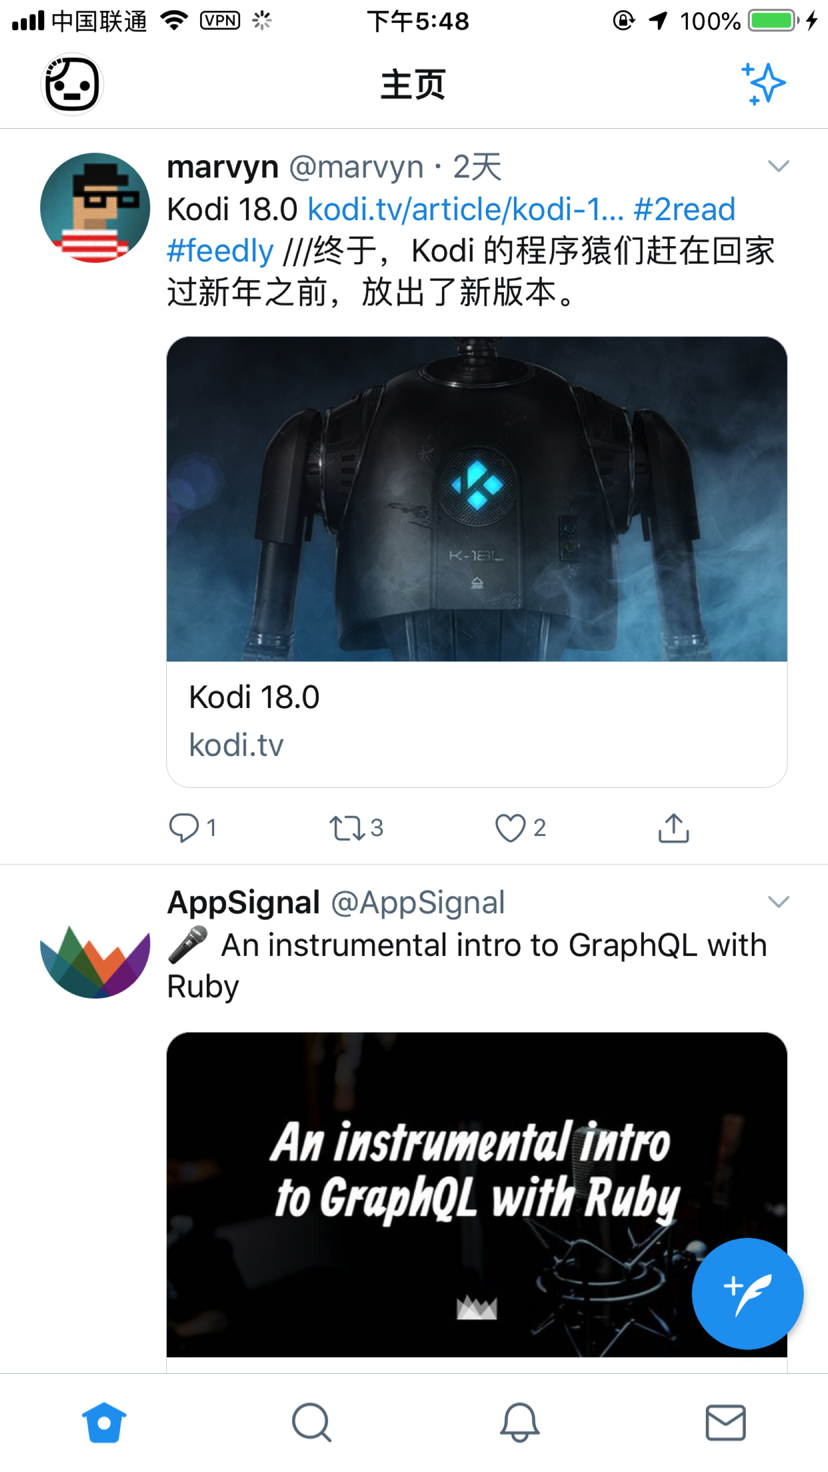 中国联通 VPN 下午5:48 100%
主页
marvyn @marvyn · 2天
Kodi 18.0 kodi.tv/article/kodi-1... #2read
#feedly ///终于，Kodi 的程序猿们赶在回家
过新年之前，放出了新版本。
K-18L
Kodi 18.0
kodi.tv
1 3 2
AppSignal @AppSignal
An instrumental intro to GraphQL with
Ruby
An instrumental intro
to GraphQL with Ruby